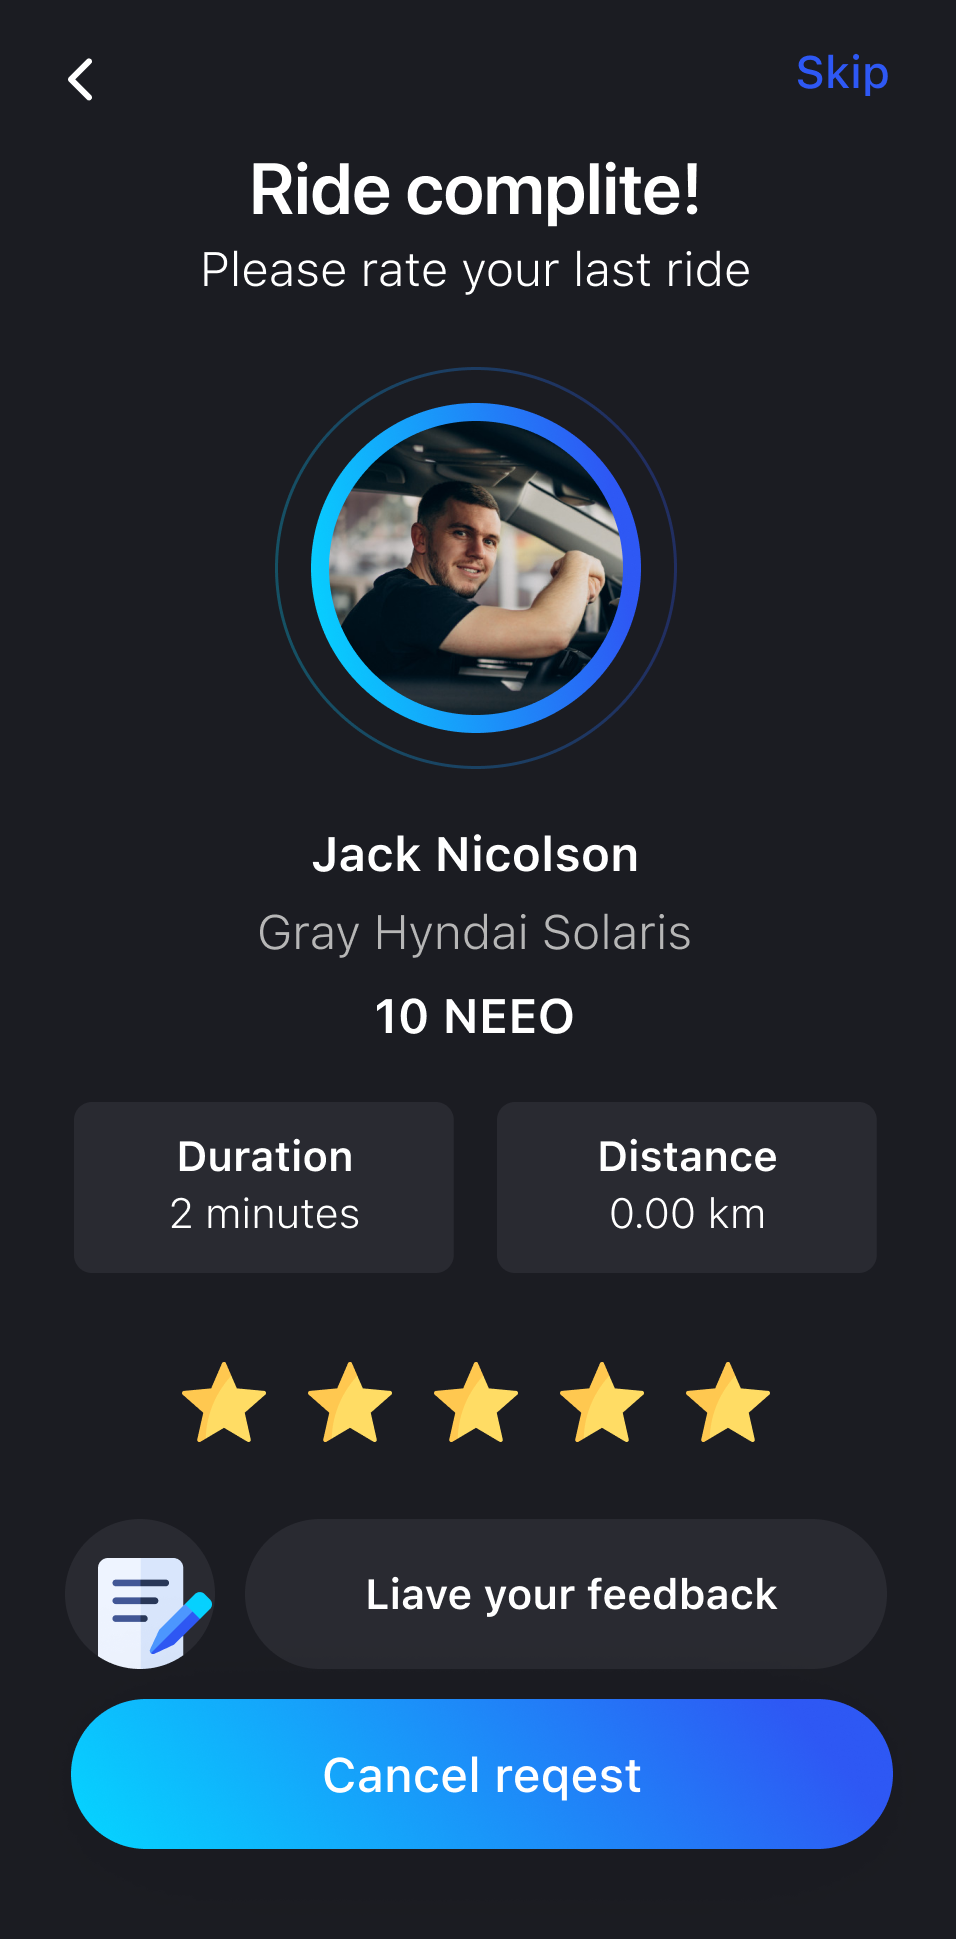 Skip
Ride complite!
Please rate your last ride
Jack Nicolson
Gray Hyndai Solaris
10 NEEO
Duration
2 minutes
Distance
0.00 km
Liave your feedback
Cancel reqest